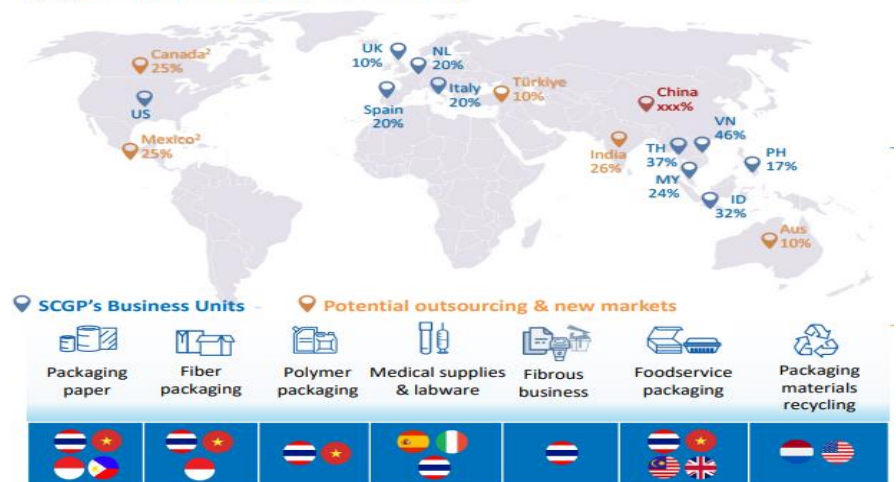 Canada²
25%
US
Mexico²
25%
UK
10%
NL
20%
Spain
20%
Italy
20%
Türkiye
10%
China
xxx%
India
26%
TH
37%
VN
46%
MY
24%
PH
17%
ID
32%
Aus
10%
SCGP's Business Units
Potential outsourcing & new markets
Packaging
paper
Fiber
packaging
Polymer
packaging
Medical supplies
& labware
Fibrous
business
Foodservice
packaging
Packaging
materials
recycling